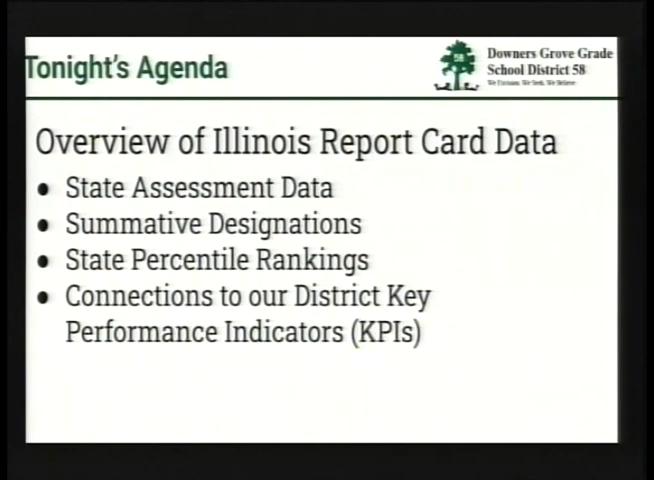 Tonight's Agenda
58
Downers Grove Grade
School District 58
Overview of Illinois Report Card Data
• State Assessment Data
• Summative Designations
• State Percentile Rankings
• Connections to our District Key
Performance Indicators (KPIs)